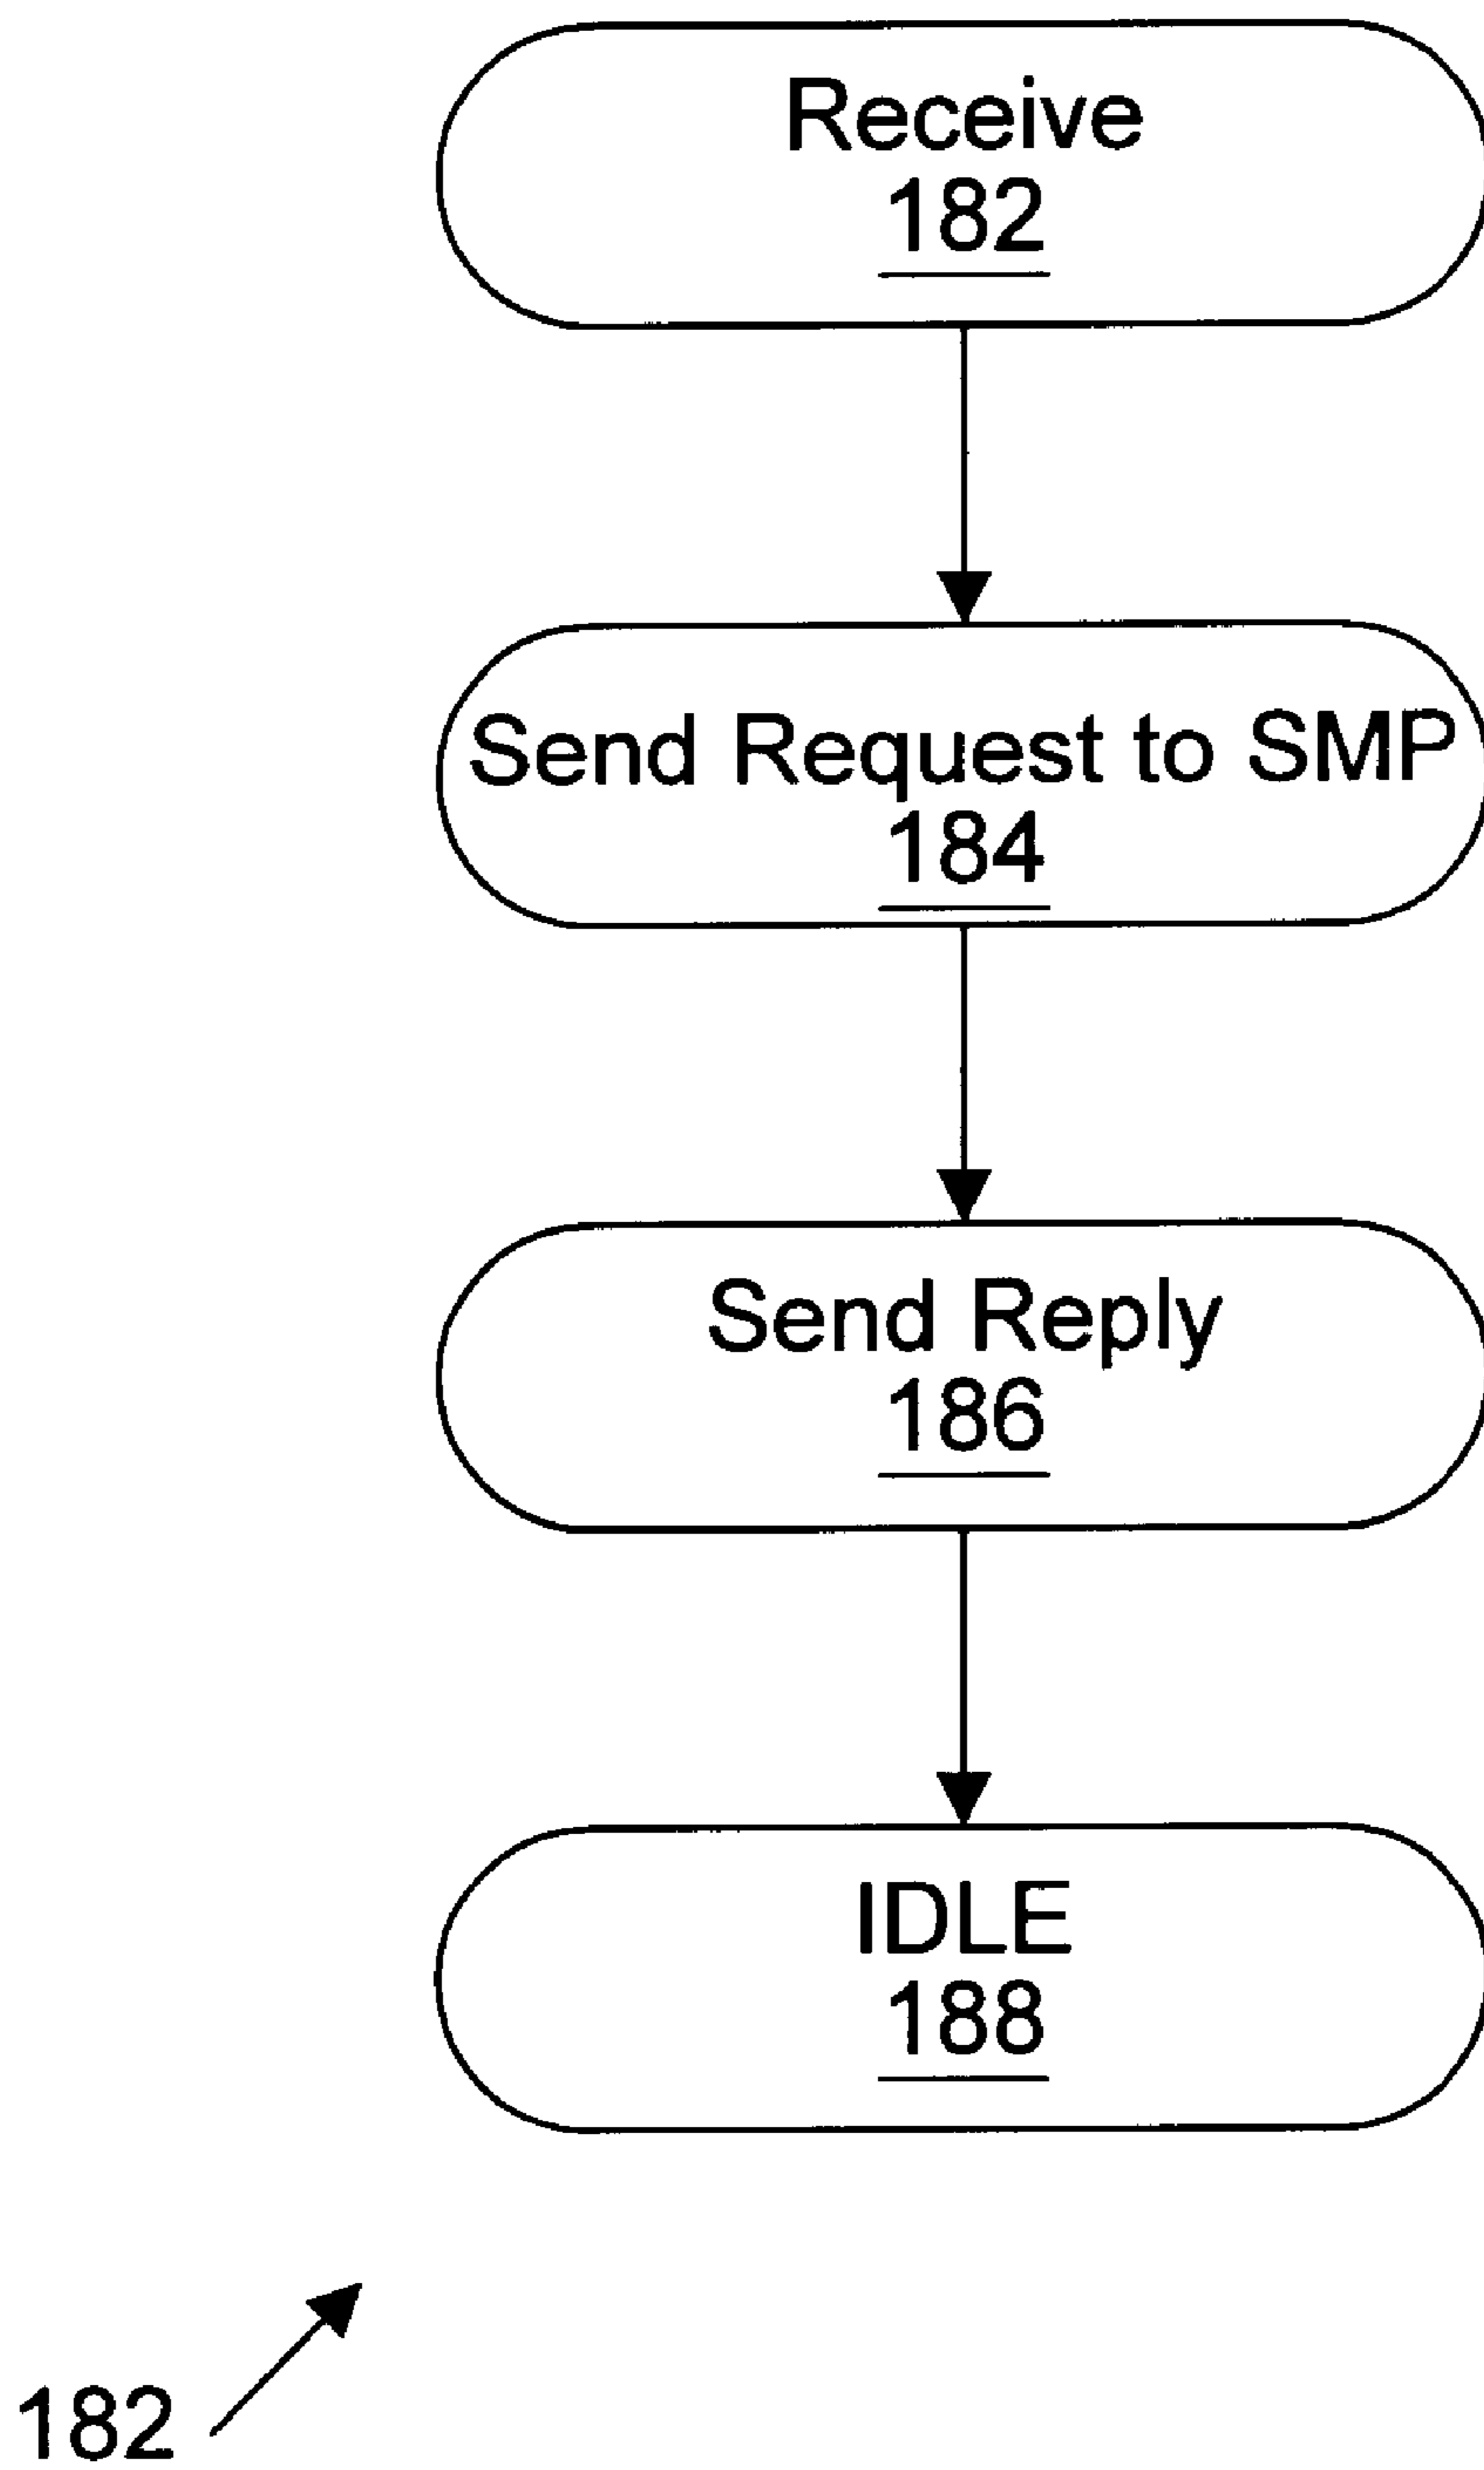 Receive
182
Send Request to SMP
184
Send Reply
186
IDLE
188
182